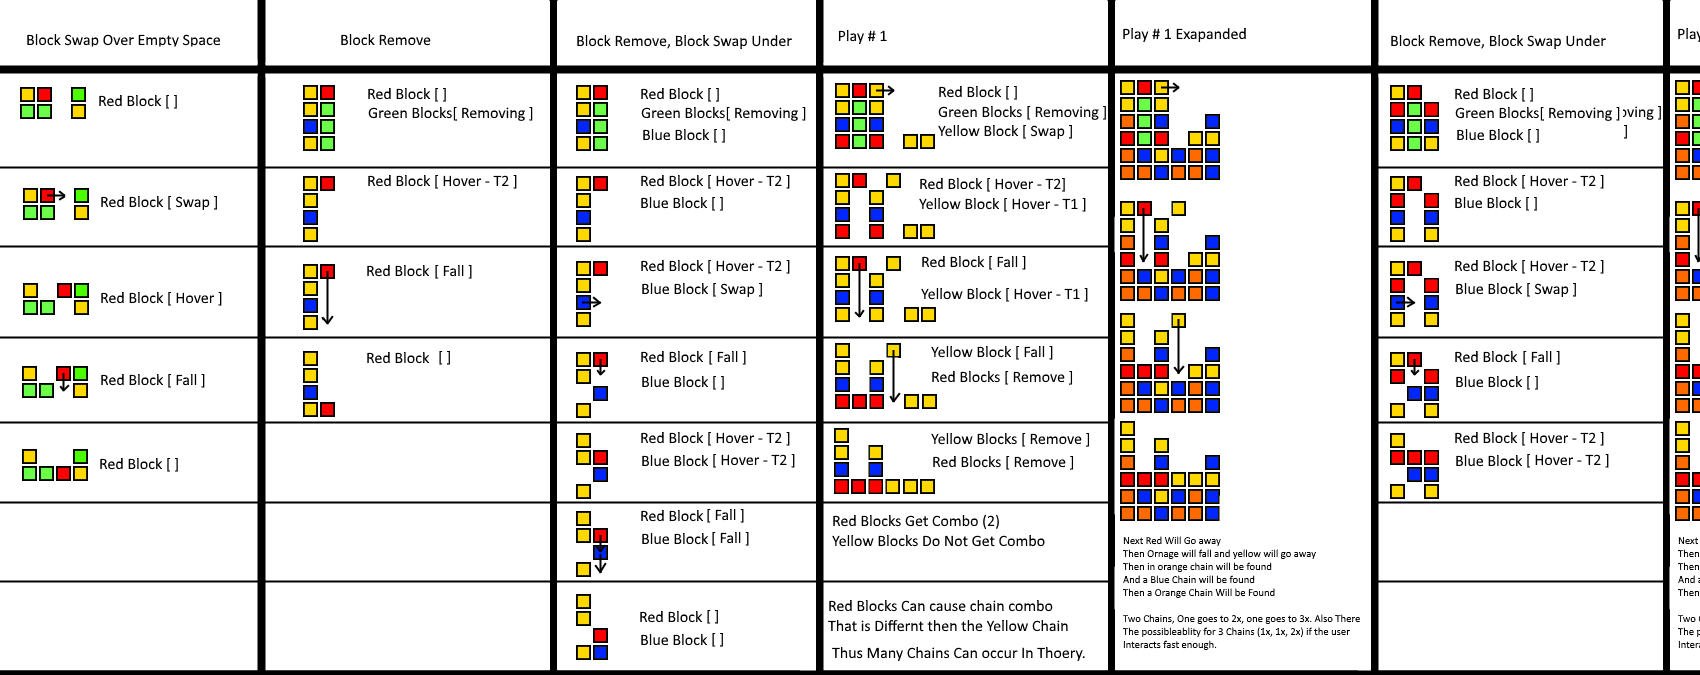 Block Swap Over Empty Space
Red Block [ ]
Red Block [ Swap ]
Red Block [ Hover ]
Red Block [ Fall ]
Red Block [ ]
Block Remove
Red Block [ ]
Green Blocks[ Removing ]
Red Block [ Hover - T2 ]
Red Block [ Fall ]
Red Block [ ]
Block Remove, Block Swap Under
Red Block [ ]
Green Blocks[ Removing ]
Blue Block [ ]
Red Block [ Hover - T2 ]
Blue Block [ ]
Red Block [ Hover - T2 ]
Blue Block [ Swap ]
Red Block [ Fall ]
Blue Block [ ]
Red Block [ Hover - T2 ]
Blue Block [ Hover - T2 ]
Red Block [ Fall ]
Blue Block [ Fall ]
Red Block [ ]
Blue Block [ ]
Play # 1
Red Block [ ]
Green Blocks [ Removing ]
Yellow Block [ Swap ]
Red Block [ Hover - T2]
Yellow Block [ Hover - T1 ]
Red Block [ Fall ]
Yellow Block [ Hover - T1 ]
Yellow Block [ Fall ]
Red Blocks [ Remove ]
Yellow Blocks [ Remove ]
Red Blocks [ Remove ]
Red Blocks Get Combo (2)
Yellow Blocks Do Not Get Combo
Red Blocks Can cause chain combo
That is Differnt then the Yellow Chain
Thus Many Chains Can occur In Thoery.
Play # 1 Exapanded
Next Red Will Go away
Then Ornage will fall and yellow will go away
Then in orange chain will be found
And a Blue Chain will be found
Then a Orange Chain Will be Found
Two Chains, One goes to 2x, one goes to 3x. Also There
The possibleablity for 3 Chains (1x, 1x, 2x) if the user
Interacts fast enough.
Block Remove, Block Swap Under
Red Block [ ]
Green Blocks[ Removing ] ving ]
Blue Block [ ] ]
Red Block [ Hover - T2 ]
Blue Block [ ]
Red Block [ Hover - T2 ]
Blue Block [ Swap ]
Red Block [ Fall ]
Blue Block [ ]
Red Block [ Hover - T2 ]
Blue Block [ Hover - T2 ]
Play
Next
Then
Then
And a
Then
Two
The p
Inter